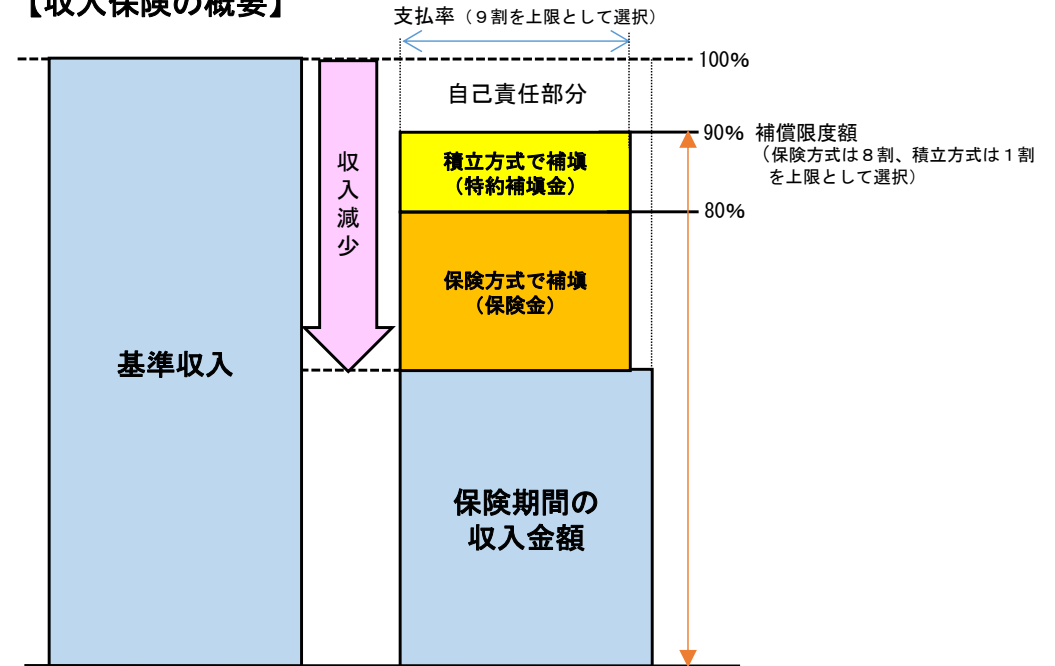 【収入保険の概要】
支払率（９割を上限として選択）
100%
自己責任部分
90% 補償限度額
（保険方式は８割、積立方式は１割
を上限として選択）
積立方式で補塡
（特約補塡金）
80%
収入減少
保険方式で補塡
（保険金）
基準収入
保険期間の
収入金額